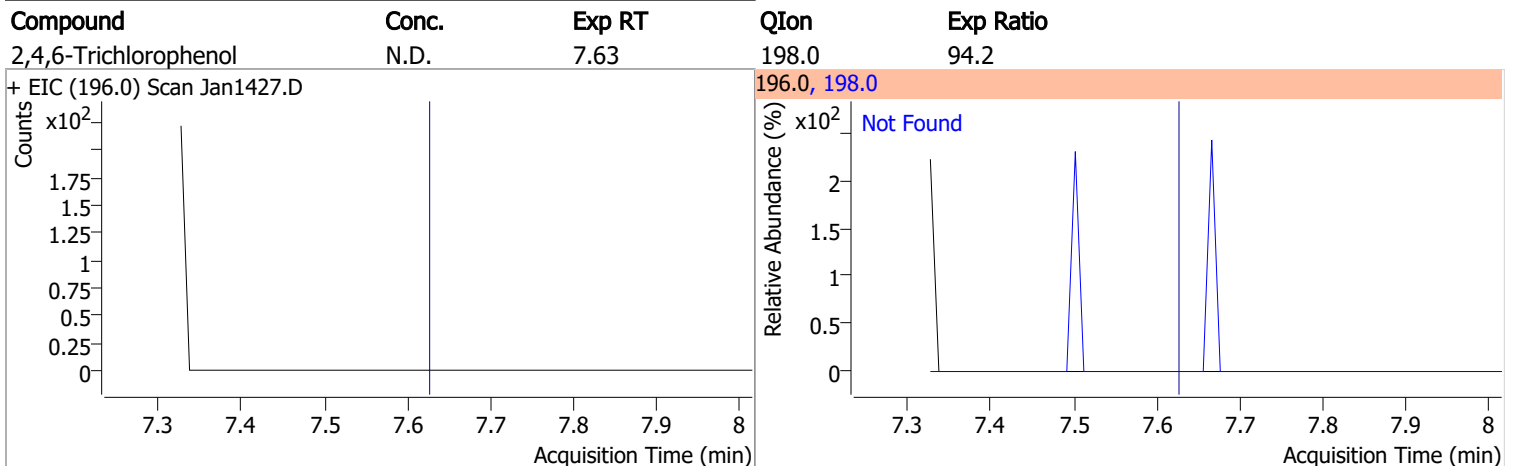 Compound Conc. Exp RT QIon Exp Ratio
2,4,6-Trichlorophenol N.D. 7.63 198.0 94.2
+ EIC (196.0) Scan Jan1427.D
Counts
x10²
1.75
1.5
1.25
1
0.75
0.5
0.25
0
7.3 7.4 7.5 7.6 7.7 7.8 7.9 8
Acquisition Time (min)
196.0, 198.0
Relative Abundance (%)
x10²
Not Found
2
1.5
1
0.5
0
7.3 7.4 7.5 7.6 7.7 7.8 7.9 8
Acquisition Time (min)